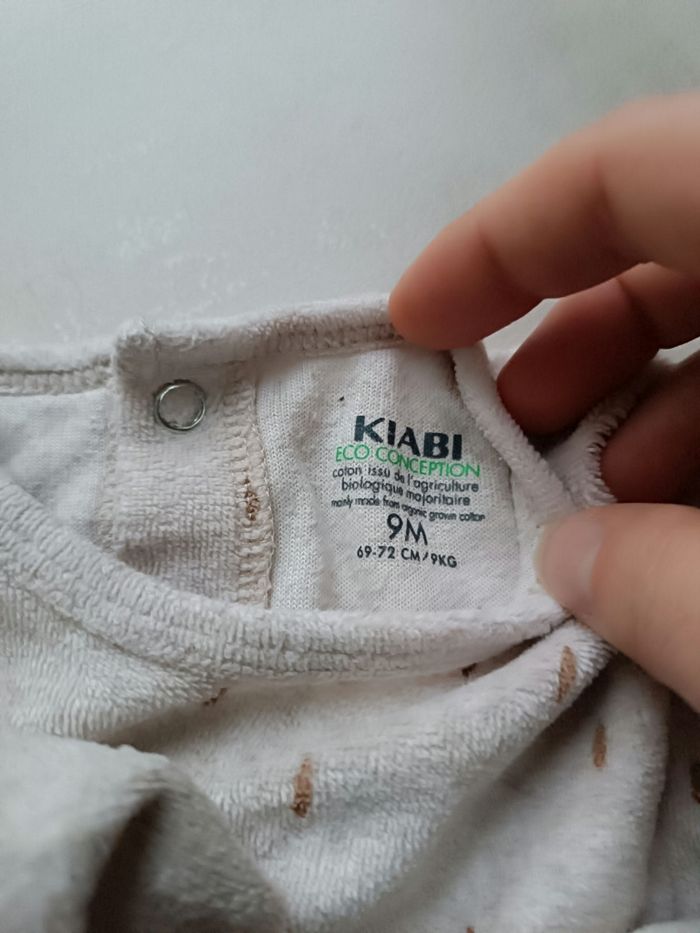 KIABI
ECO CONCEPTION
coton issu de l'agriculture
biologique majoritaire
mainly made from organic grown cotton
9M
69-72 CM/9KG